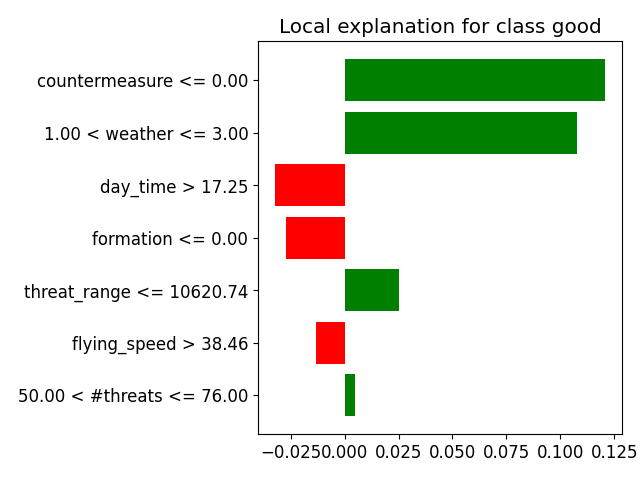 Local explanation for class good
countermeasure <= 0.00
1.00 < weather <= 3.00
day_time > 17.25
formation <= 0.00
threat_range <= 10620.74
flying_speed > 38.46
50.00 < #threats <= 76.00
−0.025 0.000 0.025 0.050 0.075 0.100 0.125